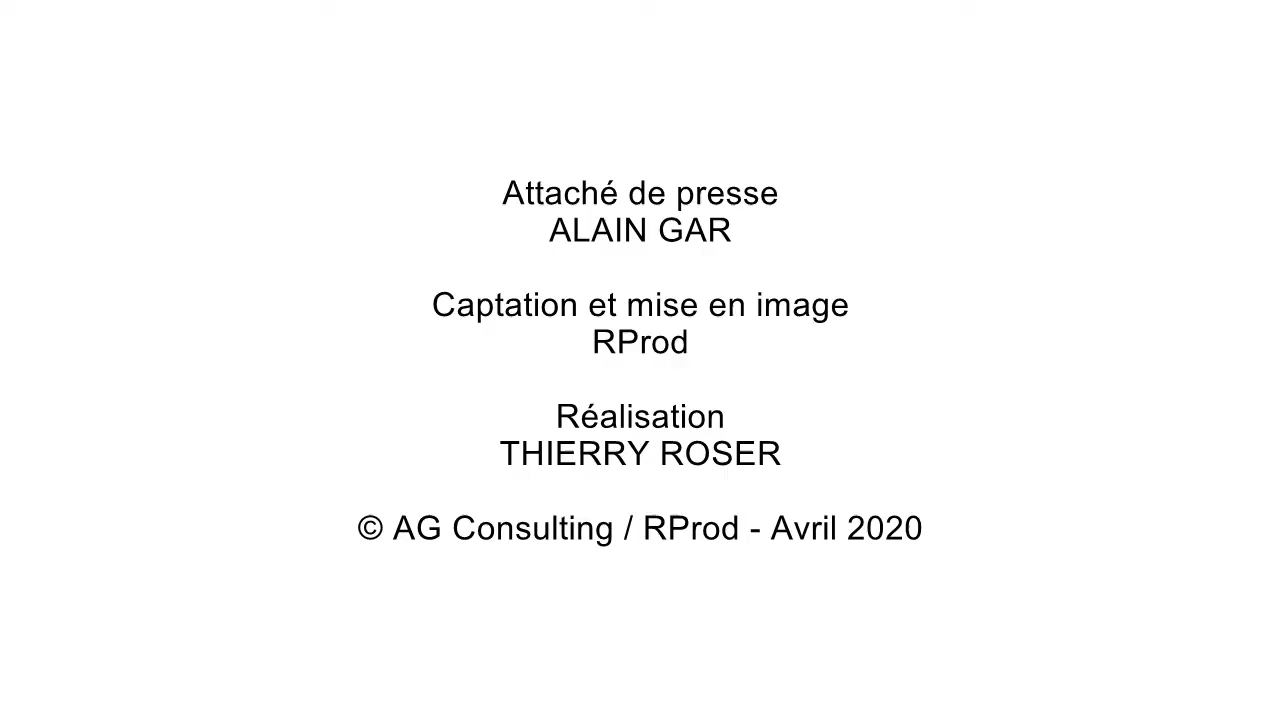 Attaché de presse
ALAIN GAR
Captation et mise en image
RProd
Réalisation
THIERRY ROSER
© AG Consulting / RProd - Avril 2020